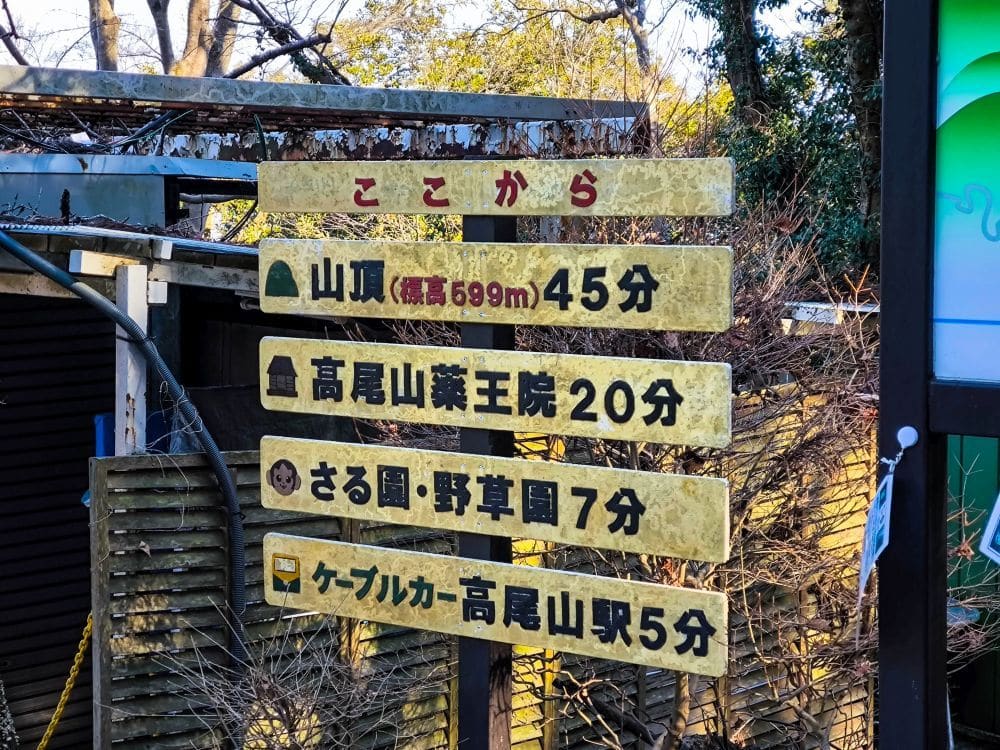 ここから
山頂(標高599m)45分
高尾山薬王院20分
さる園・野草園7分
ケーブルカー高尾山駅5分